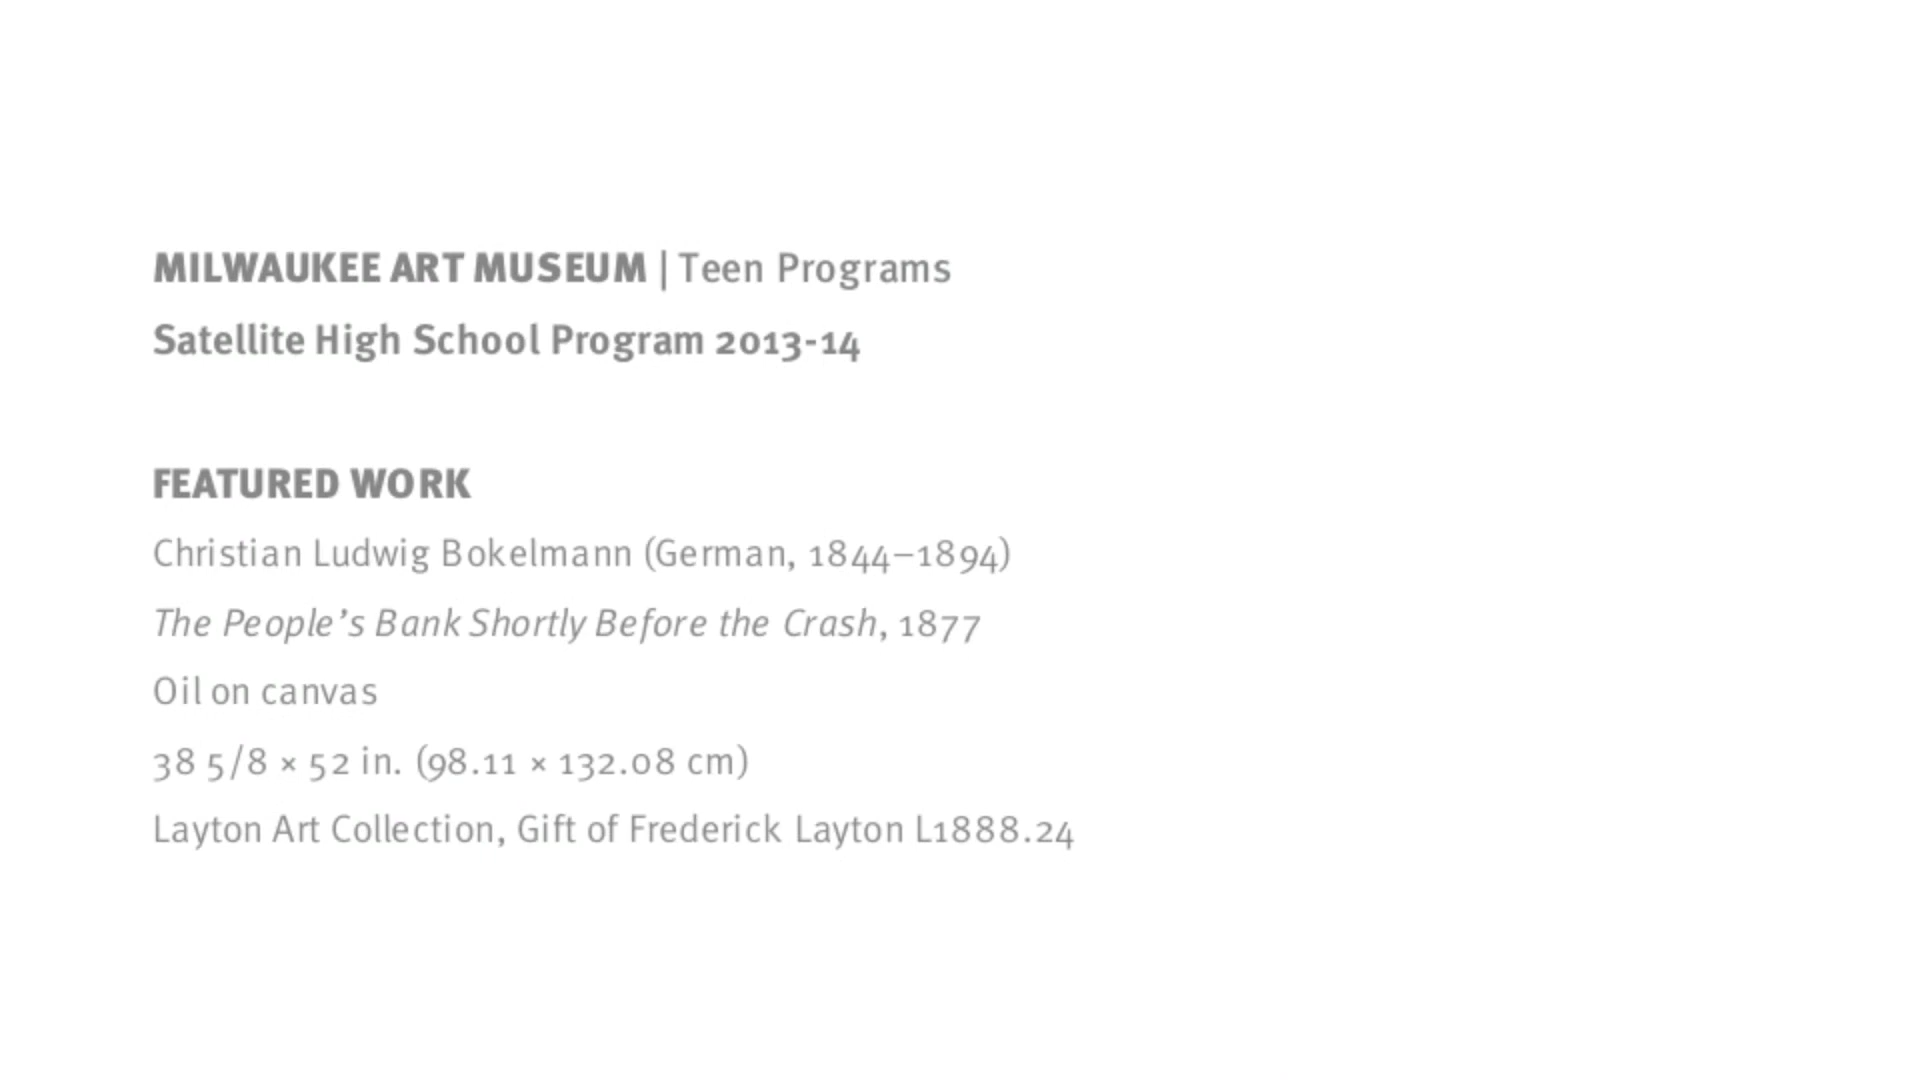 MILWAUKEE ART MUSEUM | Teen Programs
Satellite High School Program 2013-14
FEATURED WORK
Christian Ludwig Bokelmann (German, 1844–1894)
The People’s Bank Shortly Before the Crash, 1877
Oil on canvas
38 5/8 × 52 in. (98.11 × 132.08 cm)
Layton Art Collection, Gift of Frederick Layton L1888.24